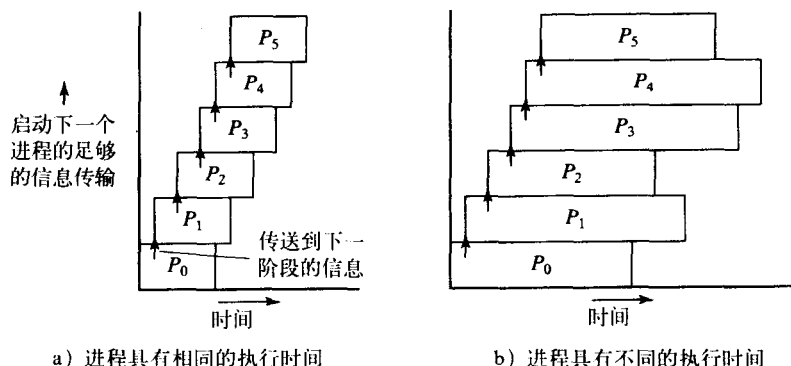 启动下一个
进程的足够
的信息传输
P5
P4
P3
P2
P1
P0
传送到下一
阶段的信息
时间
a) 进程具有相同的执行时间
P5
P4
P3
P2
P1
P0
时间
b) 进程具有不同的执行时间